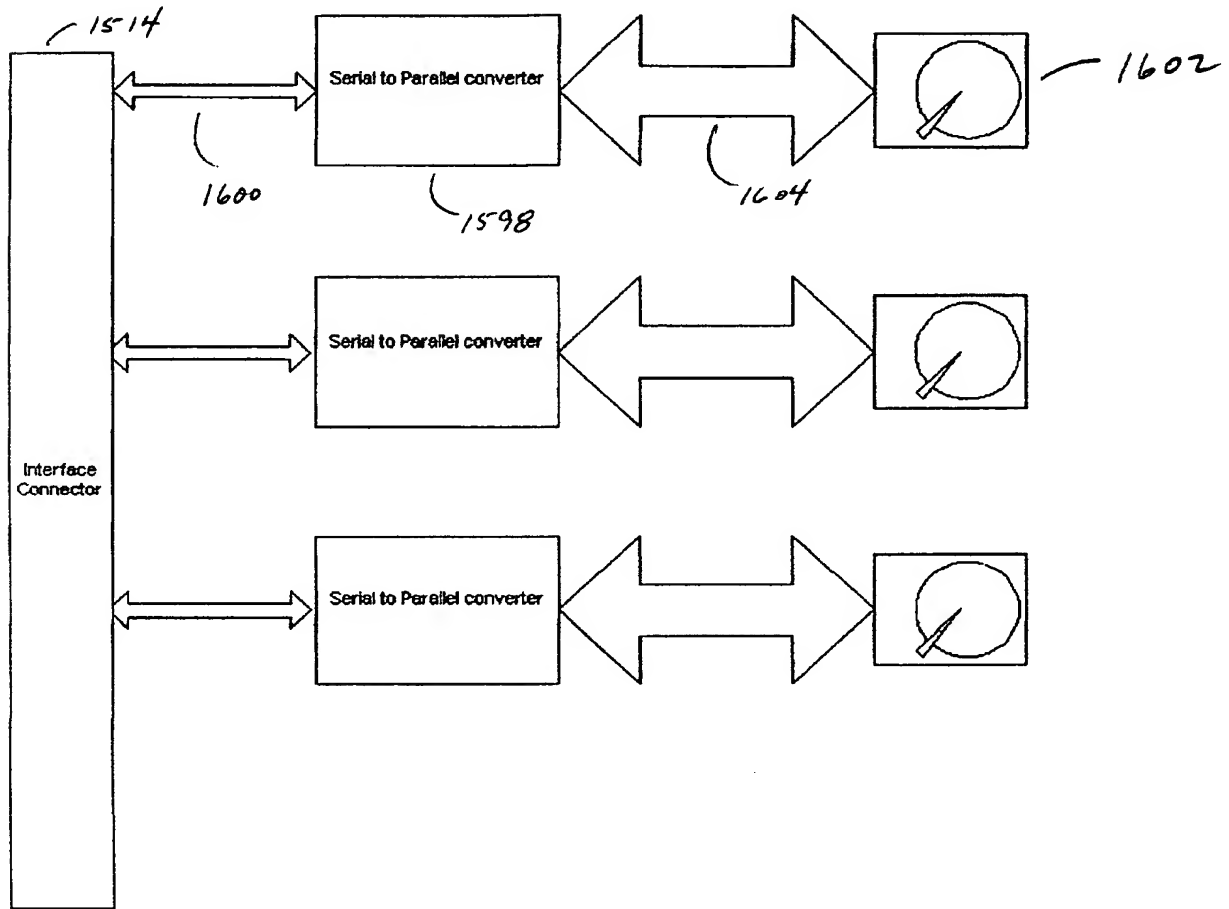 1514
Serial to Parallel converter
1602
1600
1598
1604
Serial to Parallel converter
Interface
Connector
Serial to Parallel converter